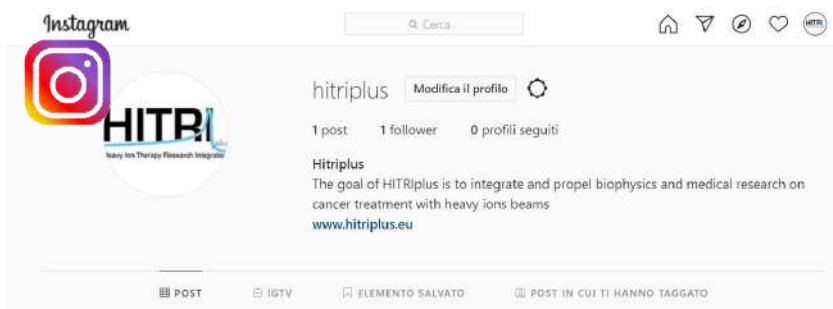 Instagram
Cerca
HITRI
HITRIplus
Heavy Ion Therapy Research Integration
hitriplus Modifica il profilo
1 post 1 follower 0 profili seguiti
Hitriplus
The goal of HITRIplus is to integrate and propel biophysics and medical research on
cancer treatment with heavy ions beams
www.hitriplus.eu
POST IGTV ELEMENTO SALVATO POST IN CUI TI HANNO TAGGATO